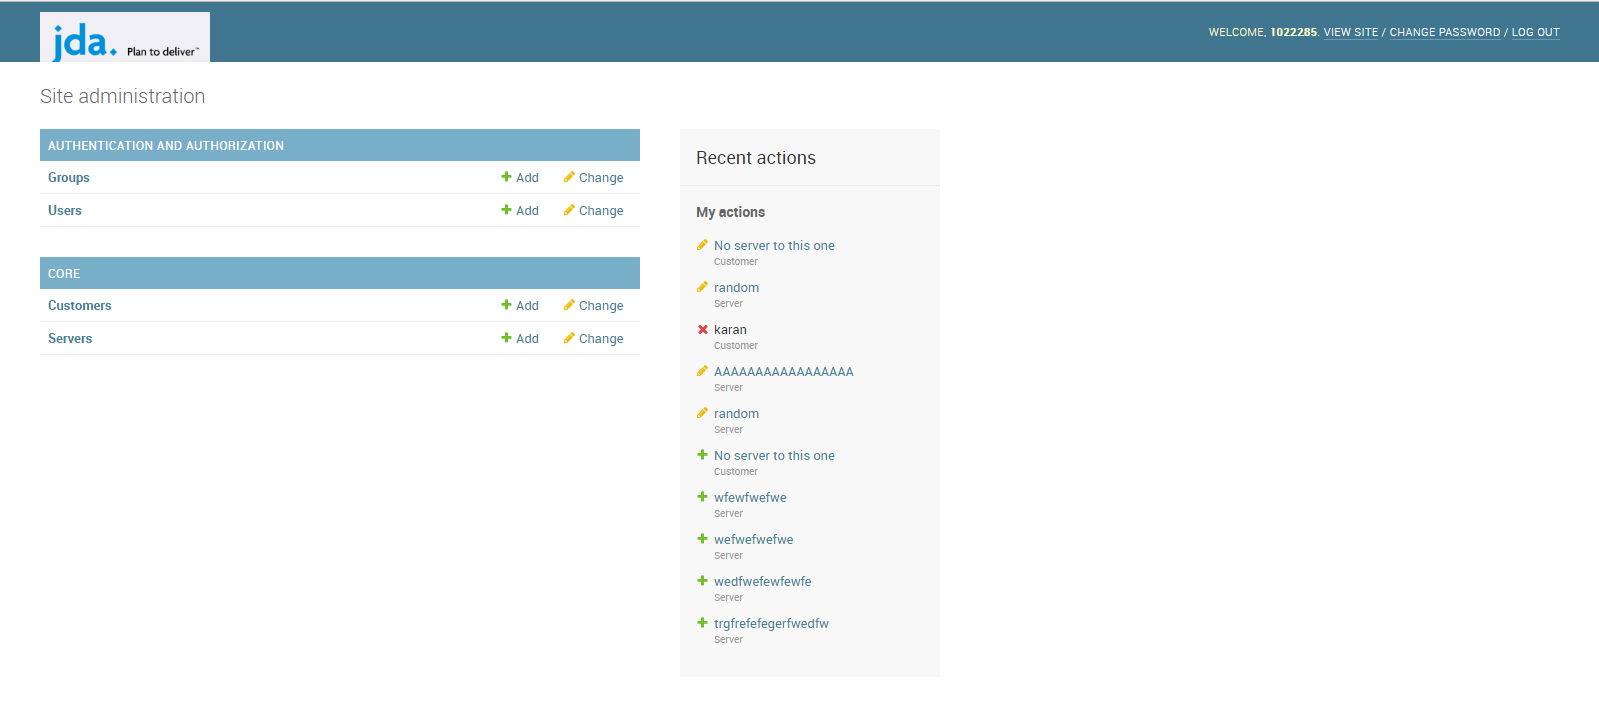 jda. Plan to deliver™
WELCOME, 1022285. VIEW SITE / CHANGE PASSWORD / LOG OUT
Site administration
AUTHENTICATION AND AUTHORIZATION
Groups Add Change
Users Add Change
CORE
Customers Add Change
Servers Add Change
Recent actions
My actions
No server to this one
Customer
random
Server
karan
Customer
AAAAAAAAAAAAAAAAA
Server
random
Server
No server to this one
Customer
wfewfwefwe
Server
wefwefwefwe
Server
wedfwefewfewfe
Server
trgfrefefegerfwedfw
Server